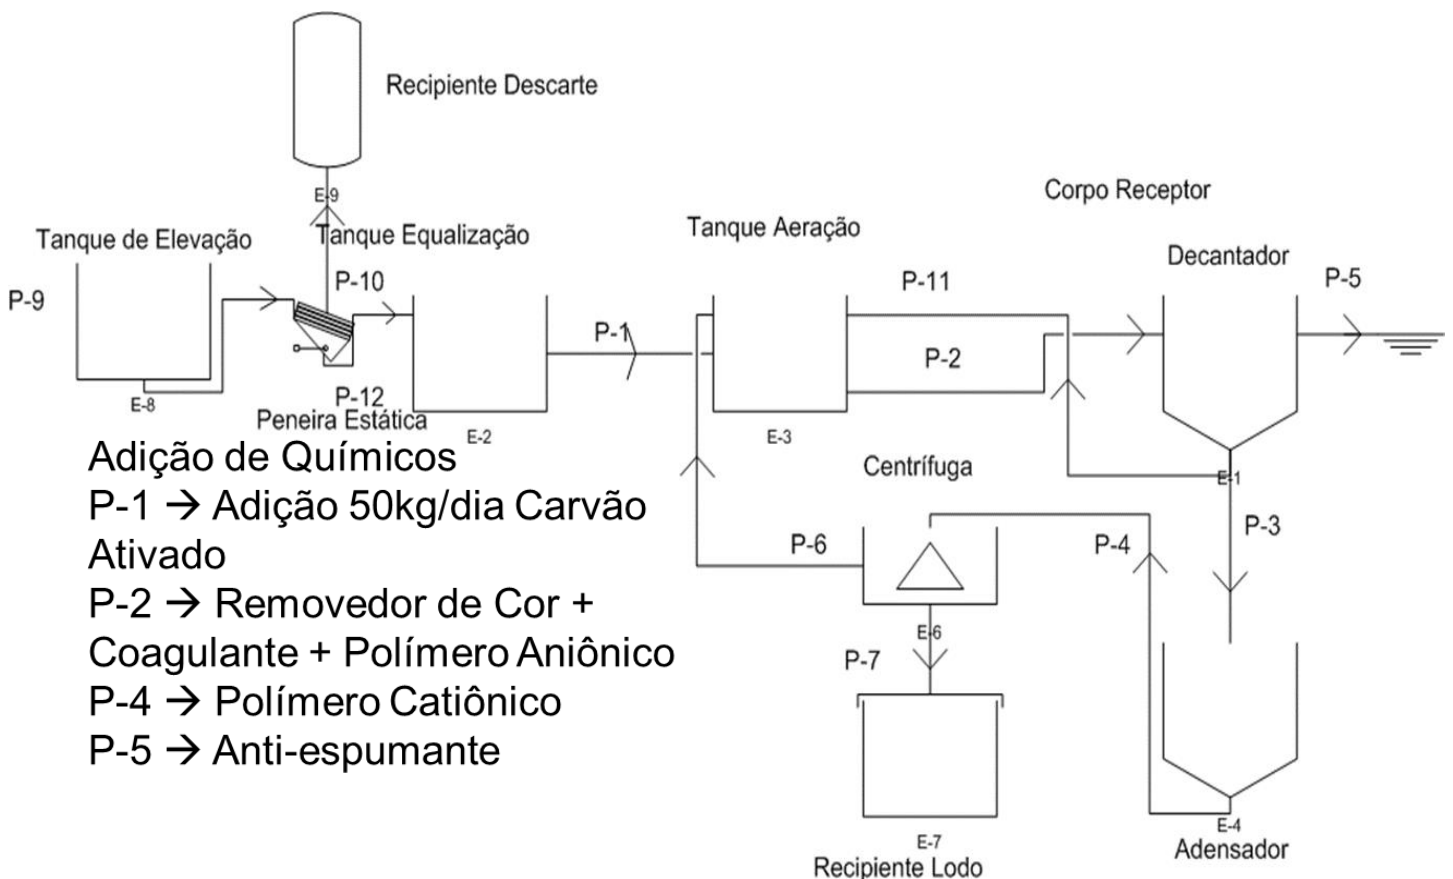 Recipiente Descarte
Corpo Receptor
E-9
Tanque de Elevação
Tanque Equalização
Tanque Aeração
Decantador
P-9
P-10
P-11
P-5
P-1
P-2
E-8
P-12
Peneira Estática
E-2
E-3
Centrífuga
E-1
P-6
P-4
P-3
E-6
P-7
E-7
Recipiente Lodo
E-4
Adensador
Adição de Químicos
P-1 → Adição 50kg/dia Carvão
Ativado
P-2 → Removedor de Cor +
Coagulante + Polímero Aniônico
P-4 → Polímero Catiônico
P-5 → Anti-espumante